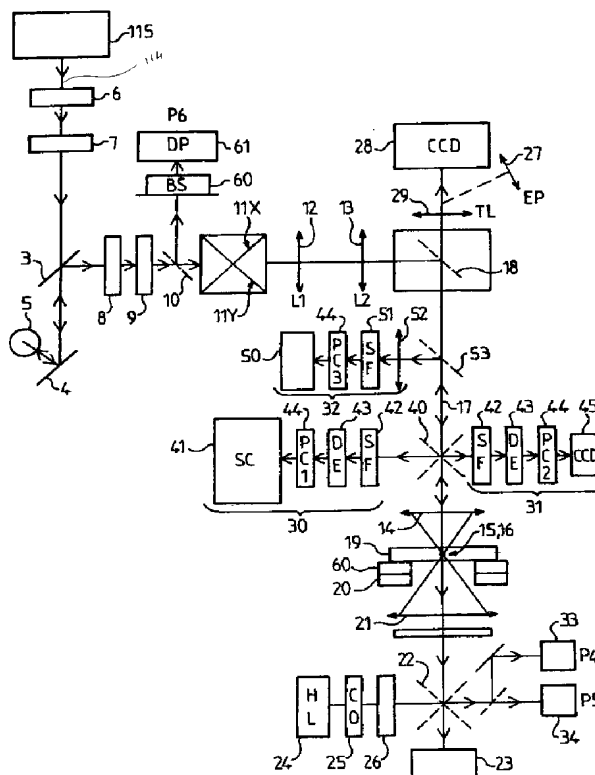 115
114
6
7
P6
DP
61
BS
60
28
CCD
27
EP
29
TL
3
8
9
10
11X
11Y
12
13
L1
L2
18
5
4
50
44
PC3
51
SF
52
53
32
17
41
SC
44
PC1
43
DE
42
SF
40
42
SF
43
DE
44
PC2
45
CCD
30
31
14
15,16
19
60
20
21
22
33
P4
34
P5
HL
24
CO
25
26
23